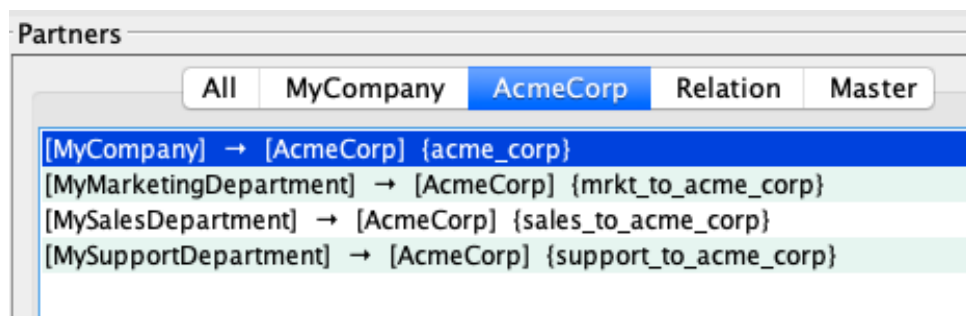 Partners
All MyCompany AcmeCorp Relation Master
[MyCompany] → [AcmeCorp] {acme_corp}
[MyMarketingDepartment] → [AcmeCorp] {mrkt_to_acme_corp}
[MySalesDepartment] → [AcmeCorp] {sales_to_acme_corp}
[MySupportDepartment] → [AcmeCorp] {support_to_acme_corp}